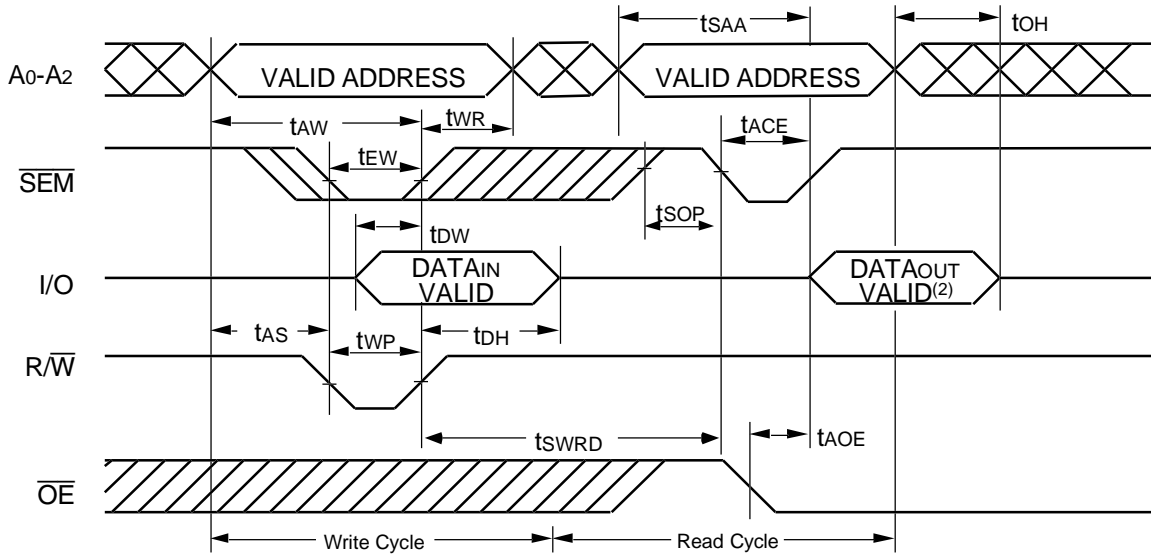 tSAA
tOH
A0-A2
VALID ADDRESS
VALID ADDRESS
tAW
tWR
tACE
tEW
SEM
tSOP
tDW
I/O
DATAIN
VALID
DATAOUT
VALID(2)
tAS
tWP
tDH
R/W
tSWRD
tAOE
OE
Write Cycle
Read Cycle